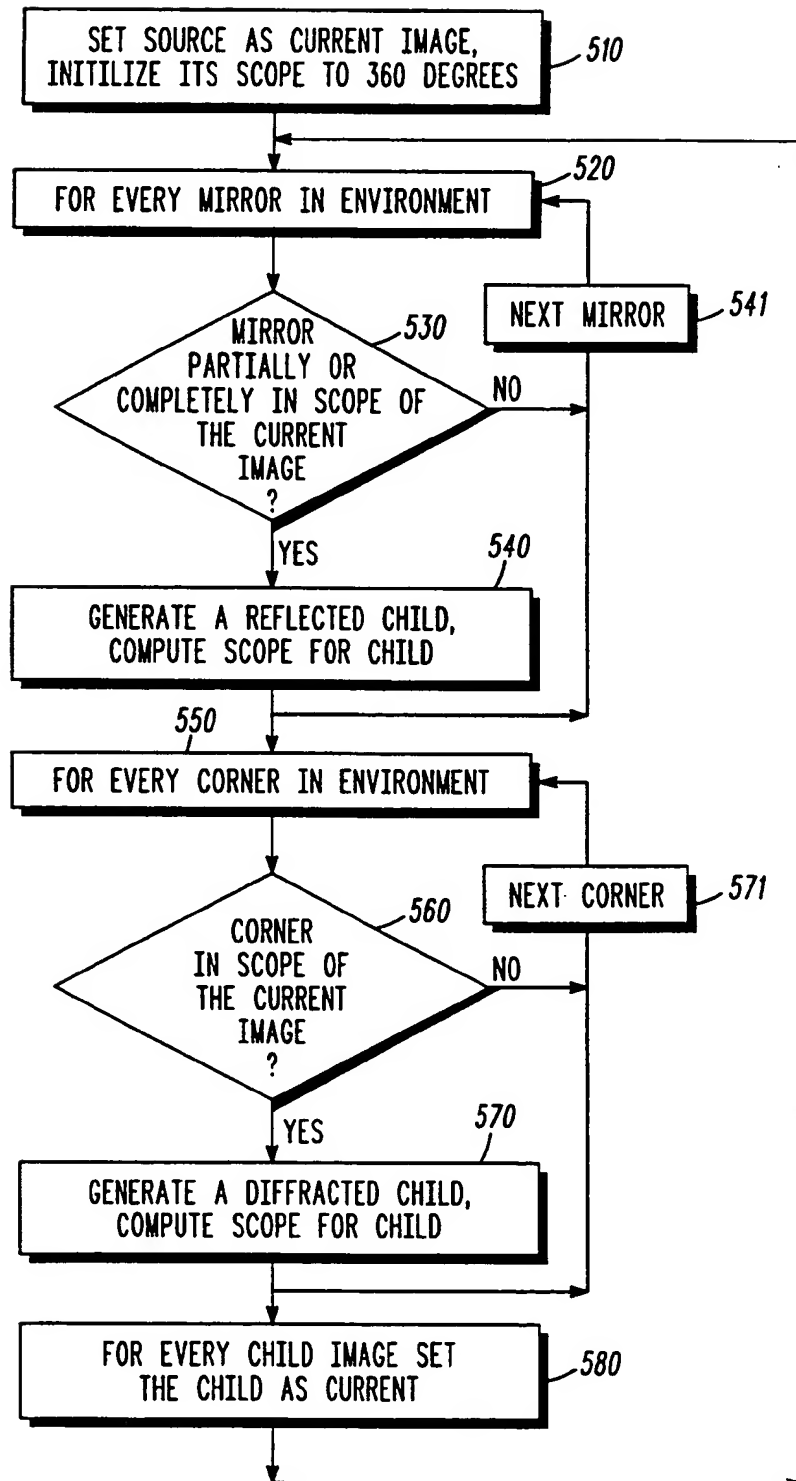 SET SOURCE AS CURRENT IMAGE,
INITILIZE ITS SCOPE TO 360 DEGREES
510
FOR EVERY MIRROR IN ENVIRONMENT
520
MIRROR
PARTIALLY OR
COMPLETELY IN SCOPE OF
THE CURRENT
IMAGE
?
530
NO
NEXT MIRROR
541
YES
540
GENERATE A REFLECTED CHILD,
COMPUTE SCOPE FOR CHILD
550
FOR EVERY CORNER IN ENVIRONMENT
CORNER
IN SCOPE OF
THE CURRENT
IMAGE
?
560
NO
NEXT CORNER
571
YES
570
GENERATE A DIFFRACTED CHILD,
COMPUTE SCOPE FOR CHILD
FOR EVERY CHILD IMAGE SET
THE CHILD AS CURRENT
580